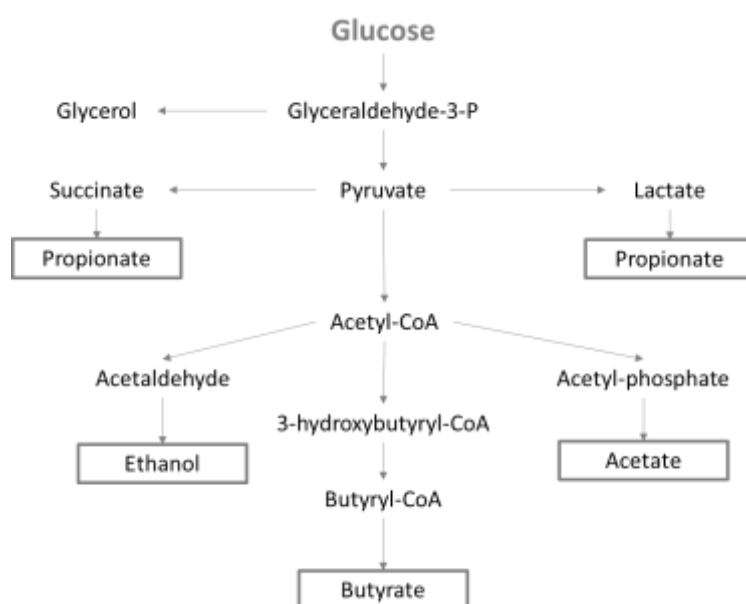 Glucose
Glycerol
Glyceraldehyde-3-P
Succinate
Pyruvate
Lactate
Propionate
Propionate
Acetyl-CoA
Acetaldehyde
Acetyl-phosphate
3-hydroxybutyryl-CoA
Ethanol
Acetate
Butyryl-CoA
Butyrate